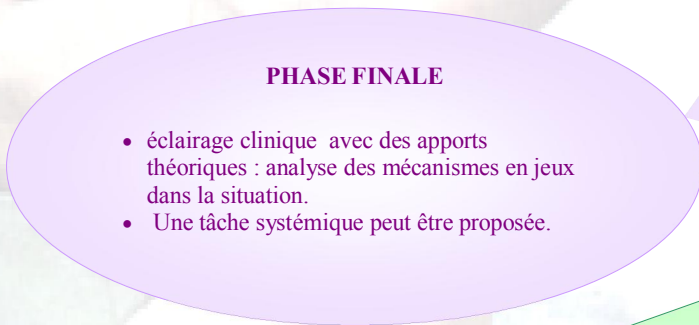 PHASE FINALE
• éclairage clinique avec des apports
théoriques : analyse des mécanismes en jeux
dans la situation.
• Une tâche systémique peut être proposée.